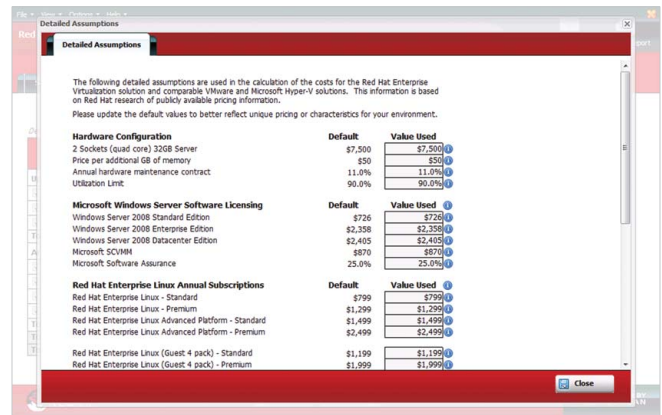 File View Options Help
Detailed Assumptions
Red
Detailed Assumptions
The following detailed assumptions are used in the calculation of the costs for the Red Hat Enterprise
Virtualization solution and comparable VMware and Microsoft Hyper-V solutions. This information is based
on Red Hat research of publicly available pricing information.
Please update the default values to better reflect unique pricing or characteristics for your environment.
Hardware Configuration Default Value Used
2 Sockets (quad core) 32GB Server $7,500 $7,500
Price per additional GB of memory $50 $50
Annual hardware maintenance contract 11.0% 11.0%
Utilization Limit 90.0% 90.0%
Microsoft Windows Server Software Licensing Default Value Used
Windows Server 2008 Standard Edition $726 $726
Windows Server 2008 Enterprise Edition $2,358 $2,358
Windows Server 2008 Datacenter Edition $2,405 $2,405
Microsoft SCVMM $870 $870
Microsoft Software Assurance 25.0% 25.0%
Red Hat Enterprise Linux Annual Subscriptions Default Value Used
Red Hat Enterprise Linux - Standard $799 $799
Red Hat Enterprise Linux - Premium $1,299 $1,299
Red Hat Enterprise Linux Advanced Platform - Standard $1,499 $1,499
Red Hat Enterprise Linux Advanced Platform - Premium $2,499 $2,499
Red Hat Enterprise Linux (Guest 4 pack) - Standard $1,199 $1,199
Red Hat Enterprise Linux (Guest 4 pack) - Premium $1,999 $1,999
Close